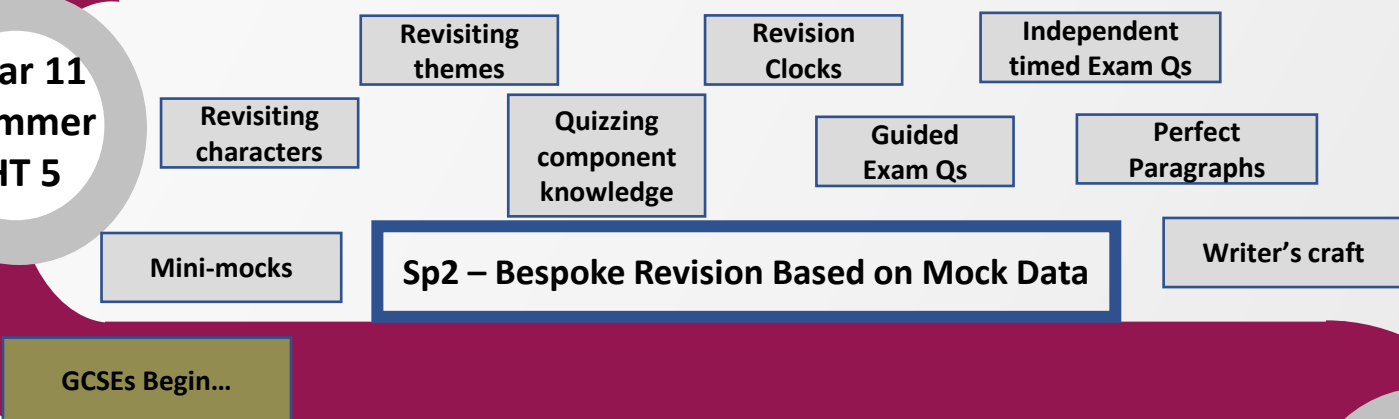 ar 11
mmer
HT 5
Revisiting
themes
Revision
Clocks
Independent
timed Exam Qs
Revisiting
characters
Quizzing
component
knowledge
Guided
Exam Qs
Perfect
Paragraphs
Mini-mocks
Sp2 – Bespoke Revision Based on Mock Data
Writer’s craft
GCSEs Begin…